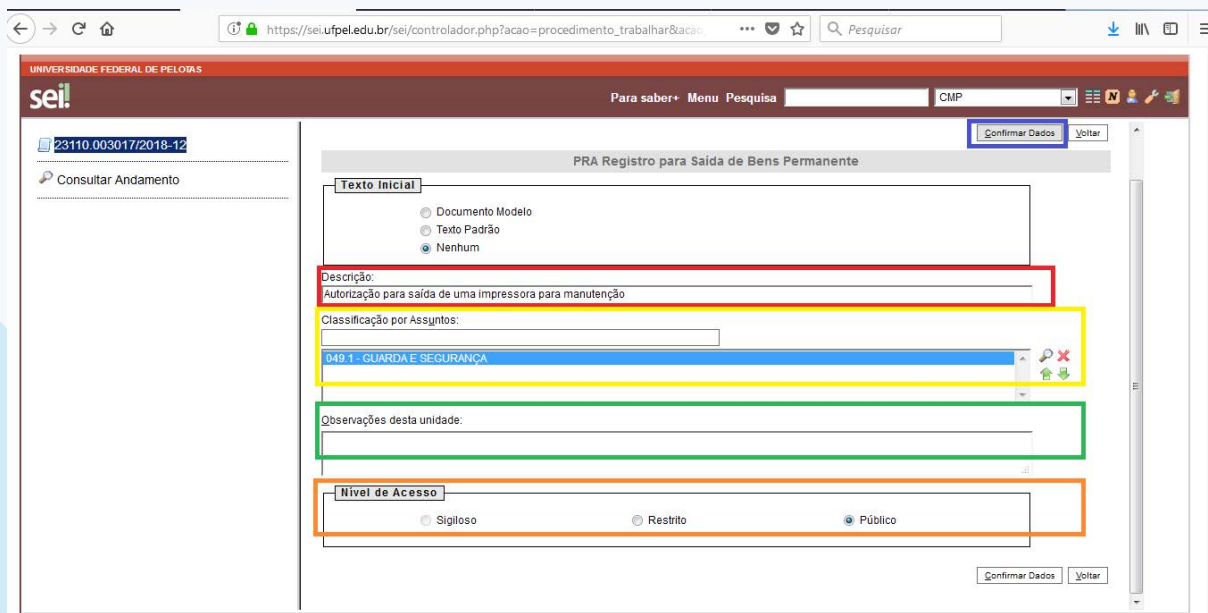 https://sei.ufpel.edu.br/sei/controlador.php?acao=procedimento_trabalhar&acao_
Pesquisar
UNIVERSIDADE FEDERAL DE PELOTAS
sei!
Para saber+ Menu Pesquisa
CMP
N
23110.003017/2018-12
Consultar Andamento
Confirmar Dados Voltar
PRA Registro para Saída de Bens Permanente
Texto Inicial
Documento Modelo
Texto Padrão
Nenhum
Descrição:
Autorização para saída de uma impressora para manutenção
Classificação por Assuntos:
049.1 - GUARDA E SEGURANÇA
Observações desta unidade:
Nível de Acesso
Sigiloso Restrito Público
Confirmar Dados Voltar